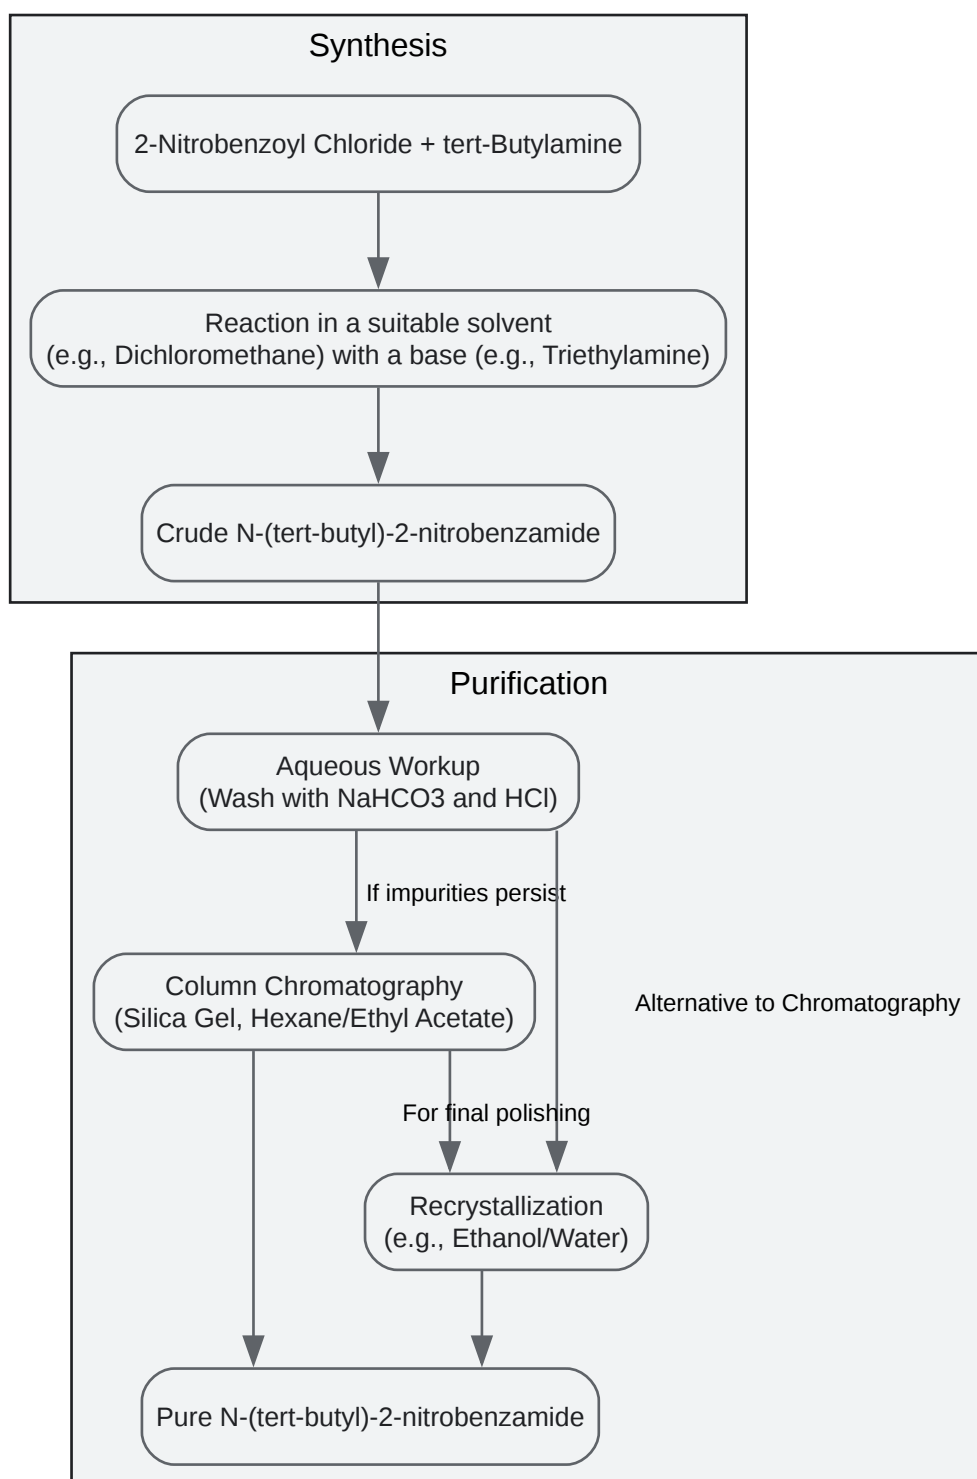 Synthesis
2-Nitrobenzoyl Chloride + tert-Butylamine
Reaction in a suitable solvent
(e.g., Dichloromethane) with a base (e.g., Triethylamine)
Crude N-(tert-butyl)-2-nitrobenzamide
Purification
Aqueous Workup
(Wash with NaHCO3 and HCl)
If impurities persist
Column Chromatography
(Silica Gel, Hexane/Ethyl Acetate)
Alternative to Chromatography
For final polishing
Recrystallization
(e.g., Ethanol/Water)
Pure N-(tert-butyl)-2-nitrobenzamide